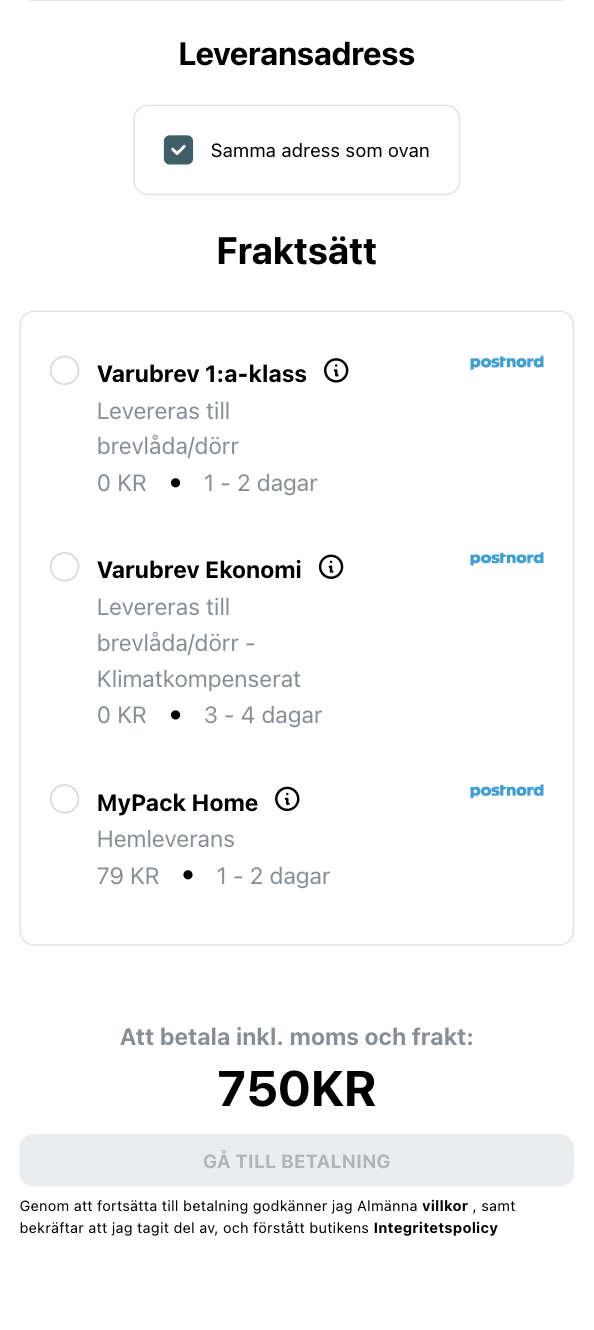 Leveransadress
Samma adress som ovan
Fraktsätt
Varubrev 1:a-klass
postnord
Levereras till
brevlåda/dörr
0 KR • 1 - 2 dagar
Varubrev Ekonomi
postnord
Levereras till
brevlåda/dörr -
Klimatkompenserat
0 KR • 3 - 4 dagar
MyPack Home
postnord
Hemleverans
79 KR • 1 - 2 dagar
Att betala inkl. moms och frakt:
750KR
GÅ TILL BETALNING
Genom att fortsätta till betalning godkänner jag Almänna villkor , samt
bekräftar att jag tagit del av, och förstått butikens Integritetspolicy